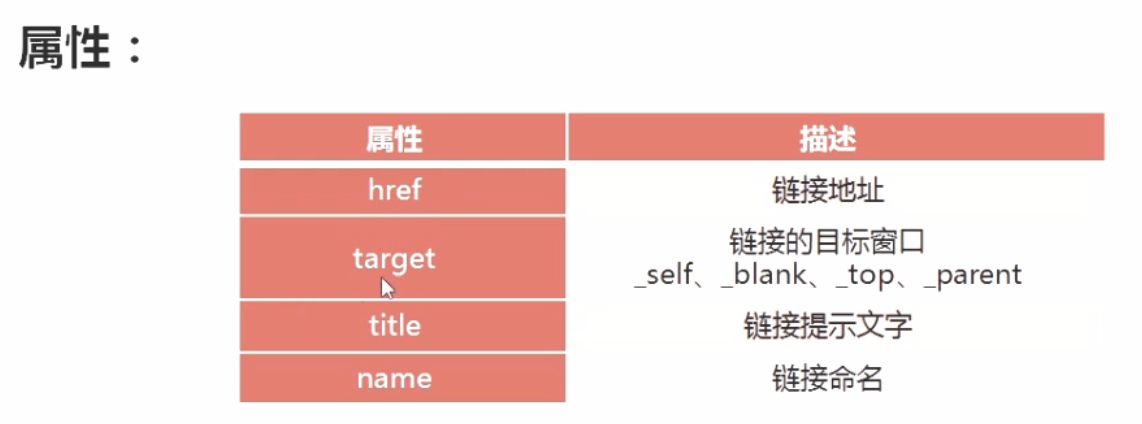 属性：
属性 描述
href 链接地址
target 链接的目标窗口
_self、_blank、_top、_parent
title 链接提示文字
name 链接命名